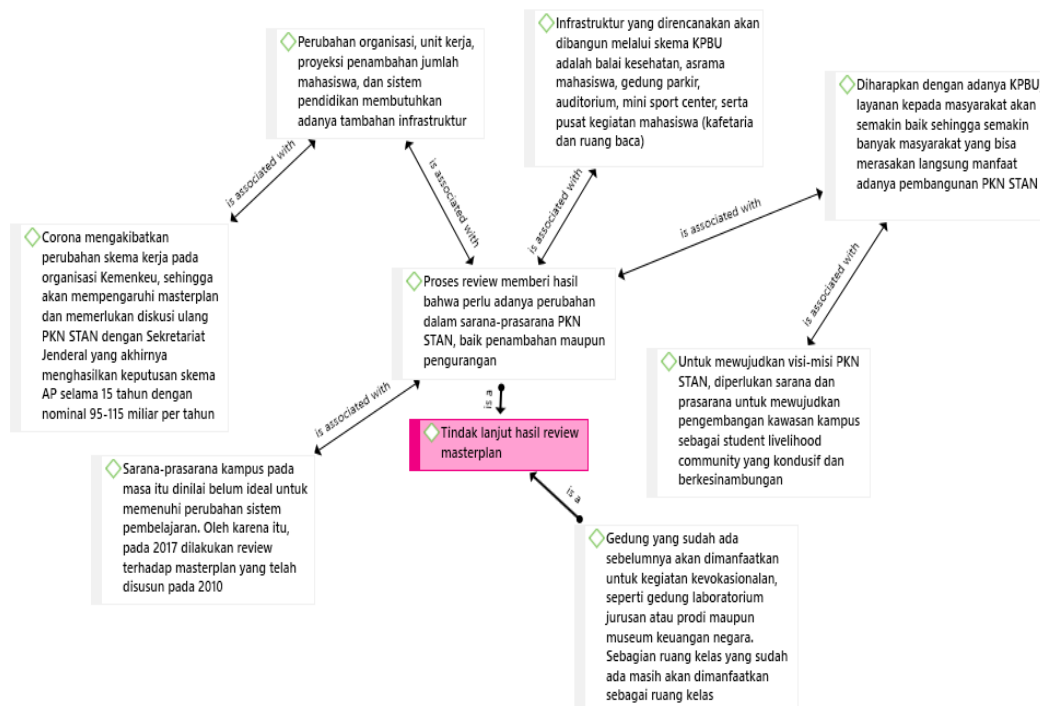 Perubahan organisasi, unit kerja,
proyeksi penambahan jumlah
mahasiswa, dan sistem
pendidikan membutuhkan
adanya tambahan infrastruktur
Infrastruktur yang direncanakan akan
dibangun melalui skema KPBU
adalah balai kesehatan, asrama
mahasiswa, gedung parkir,
auditorium, mini sport center, serta
pusat kegiatan mahasiswa (kafetaria
dan ruang baca)
Diharapkan dengan adanya KPBU
layanan kepada masyarakat akan
semakin baik sehingga semakin
banyak masyarakat yang bisa
merasakan langsung manfaat
adanya pembangunan PKN STAN
is associated with
is associated with
is associated with
is associated with
is associated with
Corona mengakibatkan
perubahan skema kerja pada
organisasi Kemenkeu, sehingga
akan mempengaruhi masterplan
dan memerlukan diskusi ulang
PKN STAN dengan Sekretariat
Jenderal yang akhirnya
menghasilkan keputusan skema
AP selama 15 tahun dengan
nominal 95-115 miliar per tahun
Proses review memberi hasil
bahwa perlu adanya perubahan
dalam sarana-prasarana PKN
STAN, baik penambahan maupun
pengurangan
Untuk mewujudkan visi-misi PKN
STAN, diperlukan sarana dan
prasarana untuk mewujudkan
pengembangan kawasan kampus
sebagai student livelihood
community yang kondusif dan
berkesinambungan
is associated with
is a
Tindak lanjut hasil review
masterplan
Sarana-prasarana kampus pada
masa itu dinilai belum ideal untuk
memenuhi perubahan sistem
pembelajaran. Oleh karena itu,
pada 2017 dilakukan review
terhadap masterplan yang telah
disusun pada 2010
is a
Gedung yang sudah ada
sebelumnya akan dimanfaatkan
untuk kegiatan kevokasionalan,
seperti gedung laboratorium
jurusan atau prodi maupun
museum keuangan negara.
Sebagian ruang kelas yang sudah
ada masih akan dimanfaatkan
sebagai ruang kelas